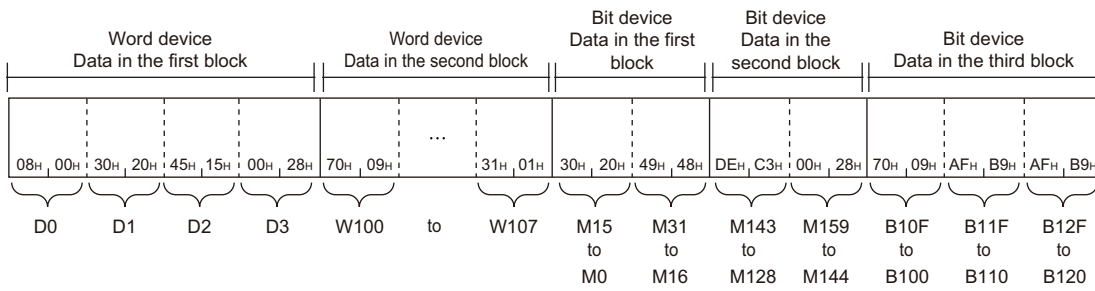 Word device
Data in the first block
Word device
Data in the second block
Bit device
Data in the first
block
Bit device
Data in the
second block
Bit device
Data in the third block
08H 00H 30H 20H 45H 15H 00H 28H 70H 09H ... 31H 01H 30H 20H 49H 48H DEH C3H 00H 28H 70H 09H AFH B9H AFH B9H
D0 D1 D2 D3 W100 to W107 M15 M31 M143 M159 B10F B11F B12F
to to to to to to to
M0 M16 M128 M144 B100 B110 B120